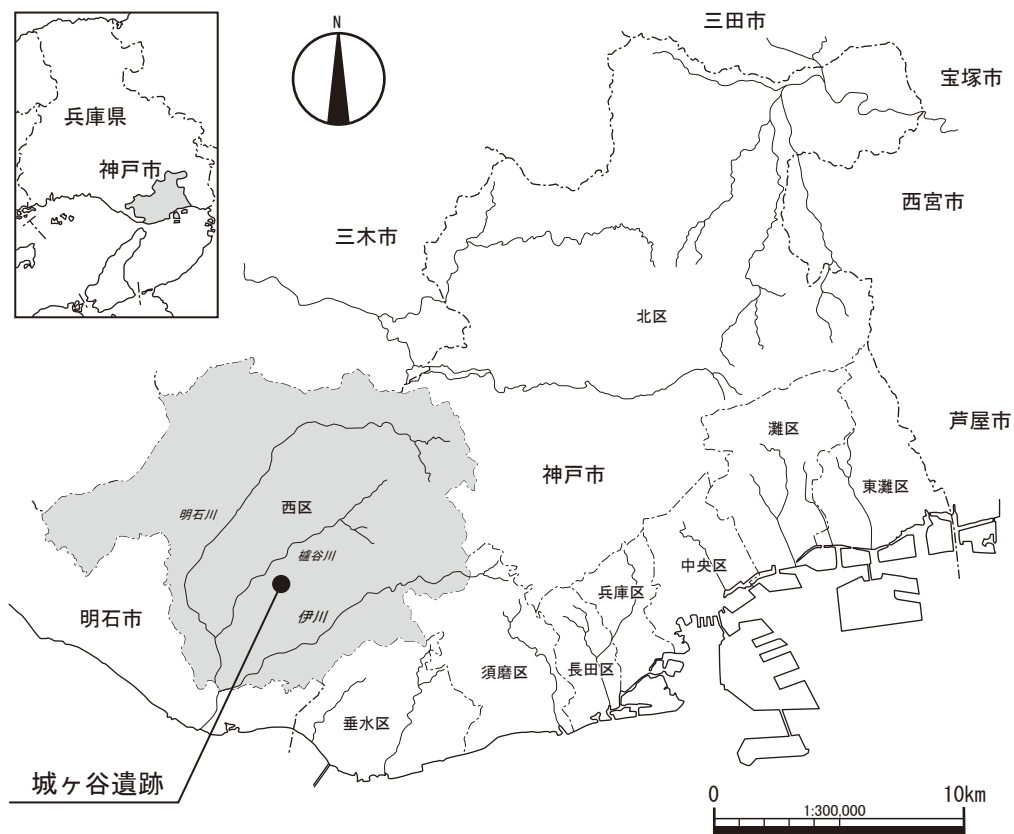 兵庫県
神戸市
N
三田市
宝塚市
西宮市
三木市
北区
芦屋市
灘区
東灘区
神戸市
西区
明石川
櫨谷川
中央区
兵庫区
伊川
明石市
須磨区
長田区
垂水区
城ヶ谷遺跡
0
10km
1:300,000